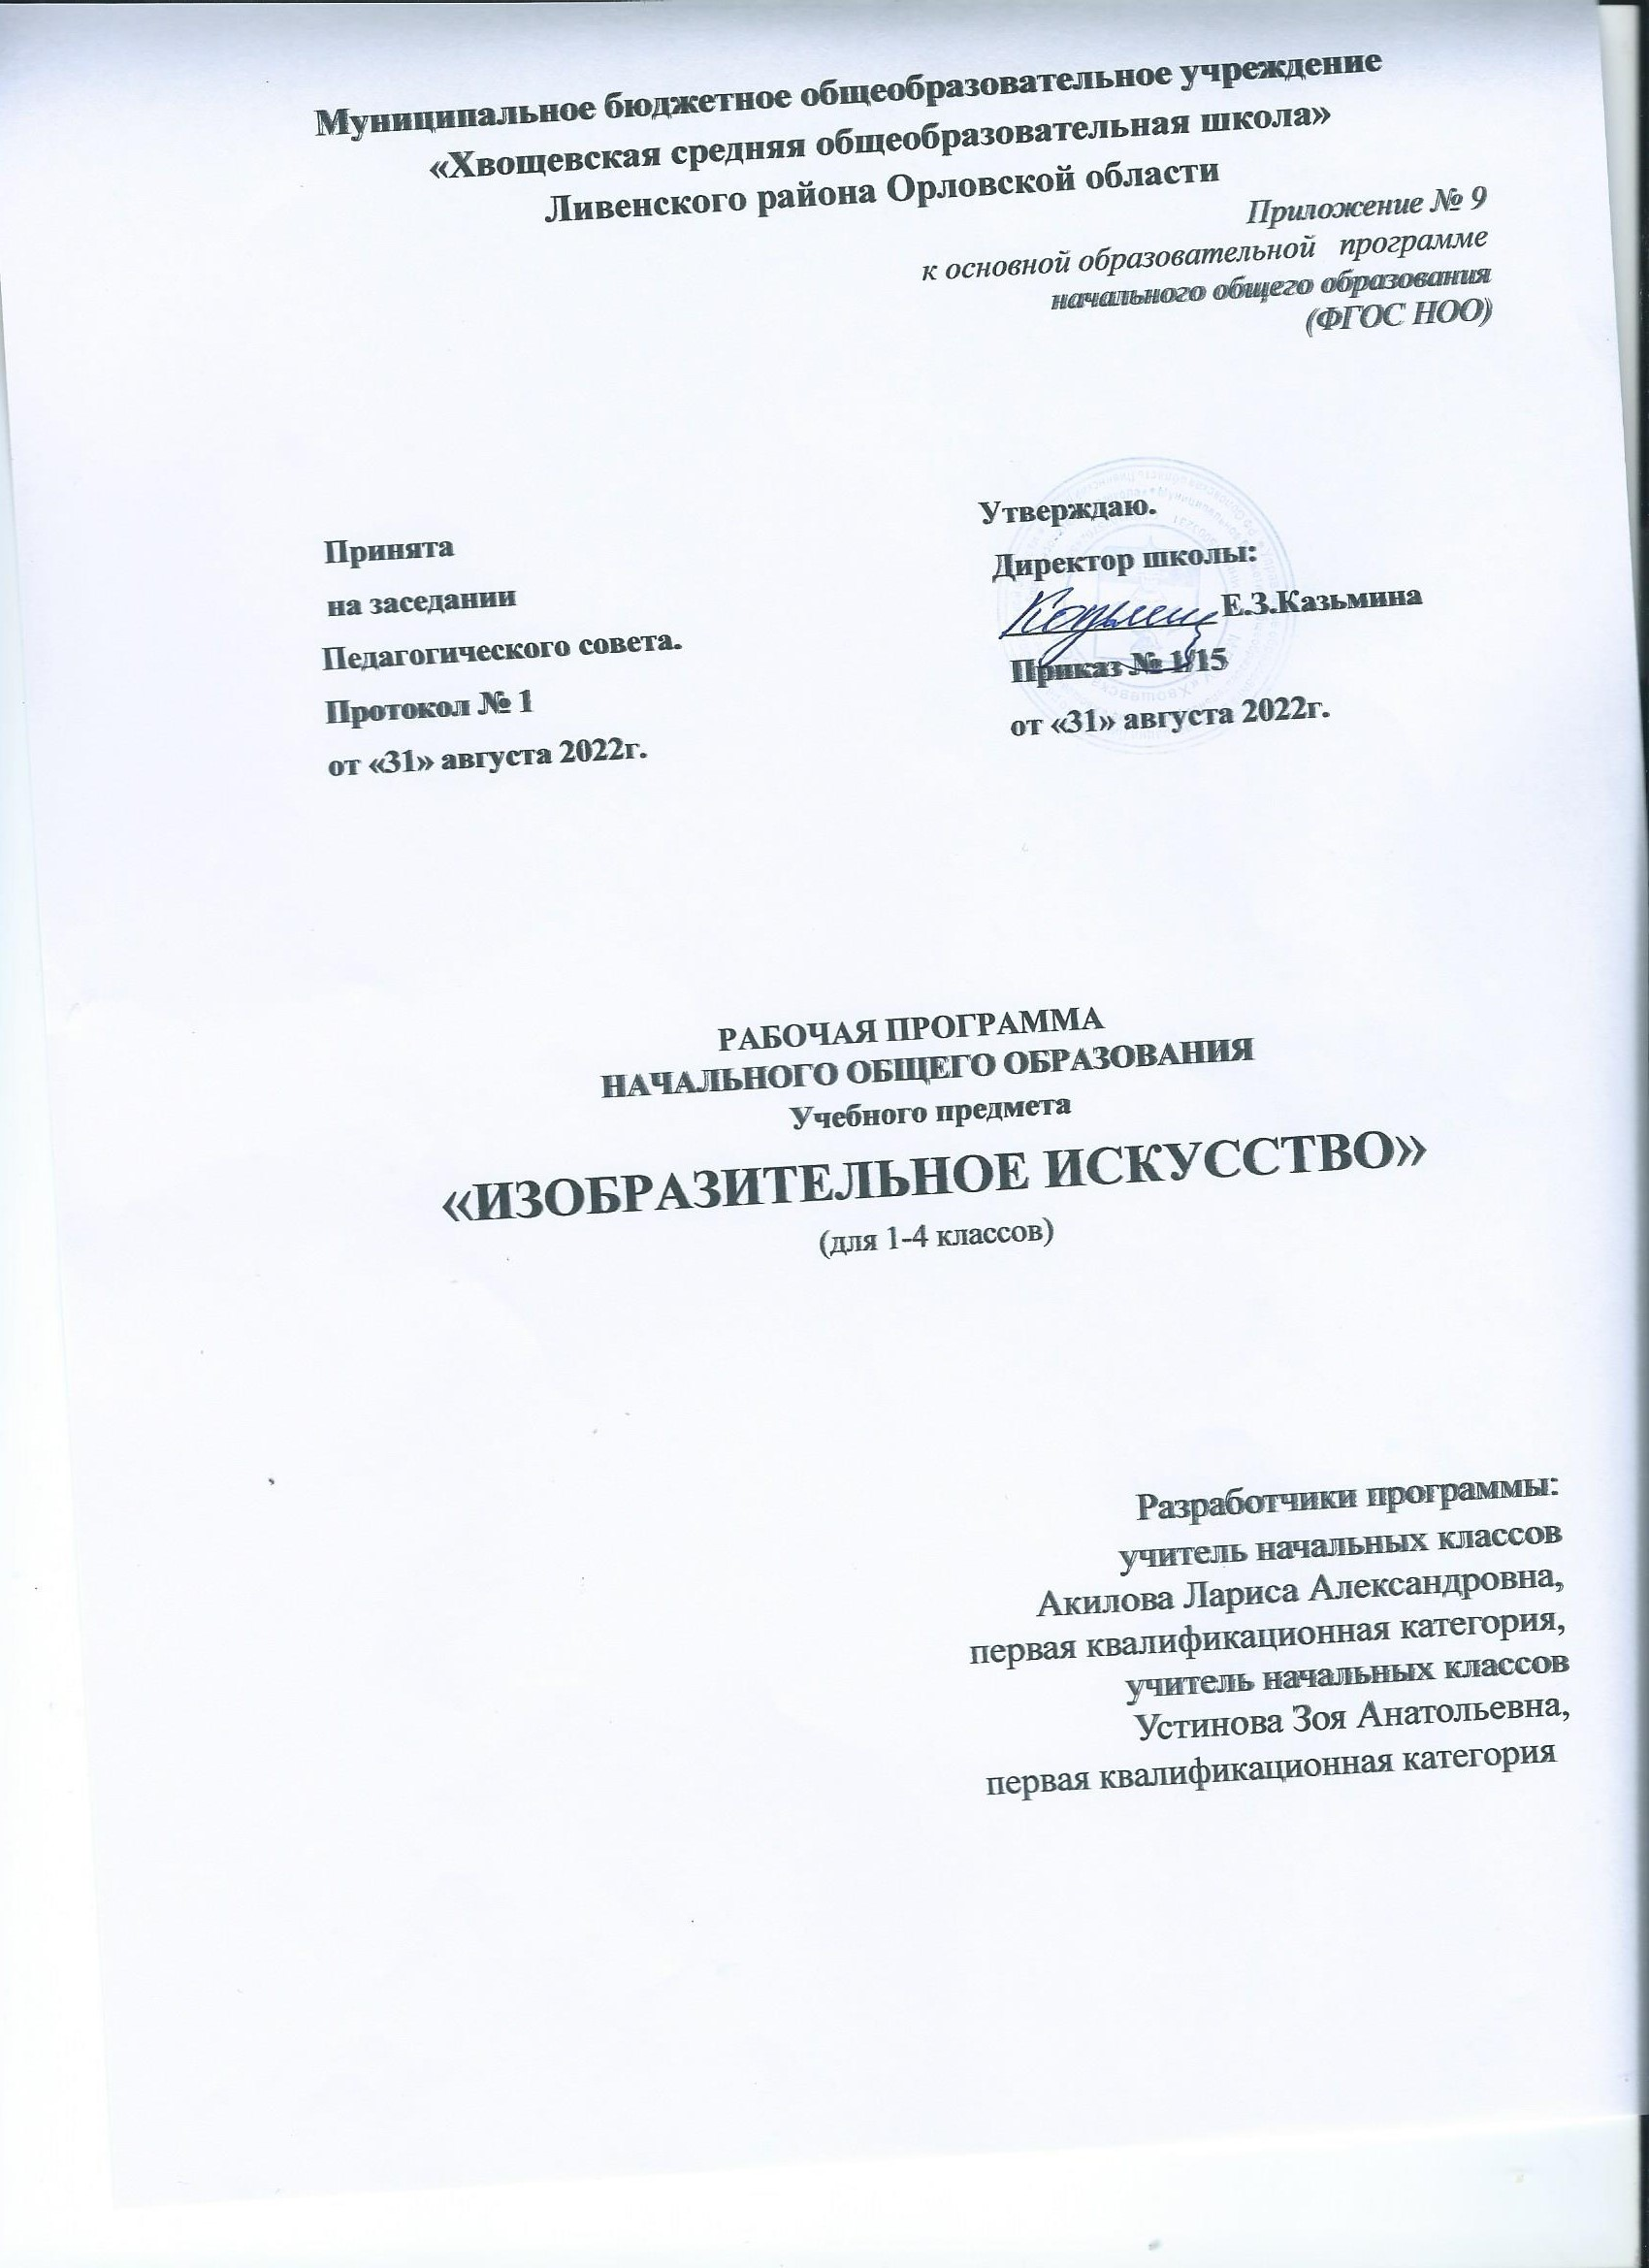 Муниципальное бюджетное общеобразовательное учреждение
«Хвощевская средняя общеобразовательная школа»
Ливенского района Орловской области
Приложение № 9
к основной образовательной программе
начального общего образования
(ФГОС НОО)
Принята
на заседании
Педагогического совета.
Протокол № 1
от «31» августа 2022г.
Утверждаю.
Директор школы:
Е.З.Казьмина
Приказ № 1/15
от «31» августа 2022г.
РАБОЧАЯ ПРОГРАММА
НАЧАЛЬНОГО ОБЩЕГО ОБРАЗОВАНИЯ
Учебного предмета
«ИЗОБРАЗИТЕЛЬНОЕ ИСКУССТВО»
(для 1-4 классов)
Разработчики программы:
учитель начальных классов
Акилова Лариса Александровна,
первая квалификационная категория,
учитель начальных классов
Устинова Зоя Анатольевна,
первая квалификационная категория